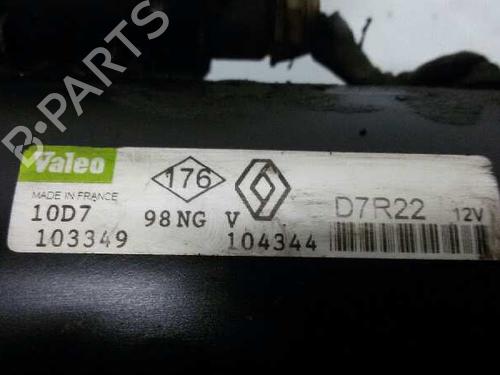 B-PARTS
Valeo
MADE IN FRANCE
176
D7R22 12V
10D7 98 NG V
103349 104344